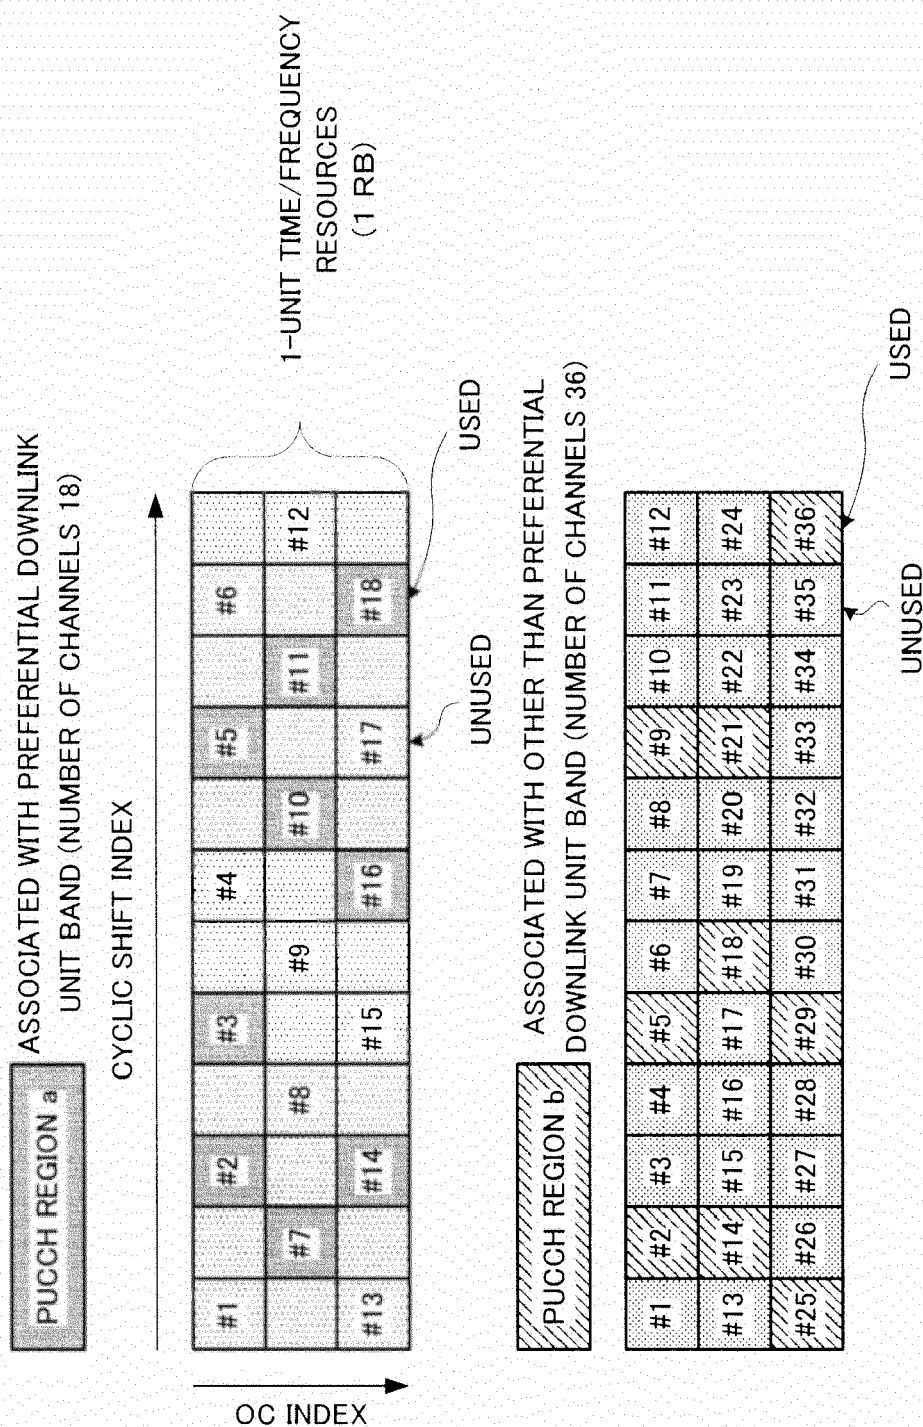 PUCCH REGION a
ASSOCIATED WITH PREFERENTIAL DOWNLINK
UNIT BAND (NUMBER OF CHANNELS 18)
CYCLIC SHIFT INDEX
OC INDEX
#1 #2 #3 #4 #5 #6
#7 #8 #9 #10 #11 #12
#13 #14 #15 #16 #17 #18
1-UNIT TIME/FREQUENCY
RESOURCES
(1 RB)
UNUSED
USED
PUCCH REGION b
ASSOCIATED WITH OTHER THAN PREFERENTIAL
DOWNLINK UNIT BAND (NUMBER OF CHANNELS 36)
#1 #2 #3 #4 #5 #6 #7 #8 #9 #10 #11 #12
#13 #14 #15 #16 #17 #18 #19 #20 #21 #22 #23 #24
#25 #26 #27 #28 #29 #30 #31 #32 #33 #34 #35 #36
UNUSED
USED